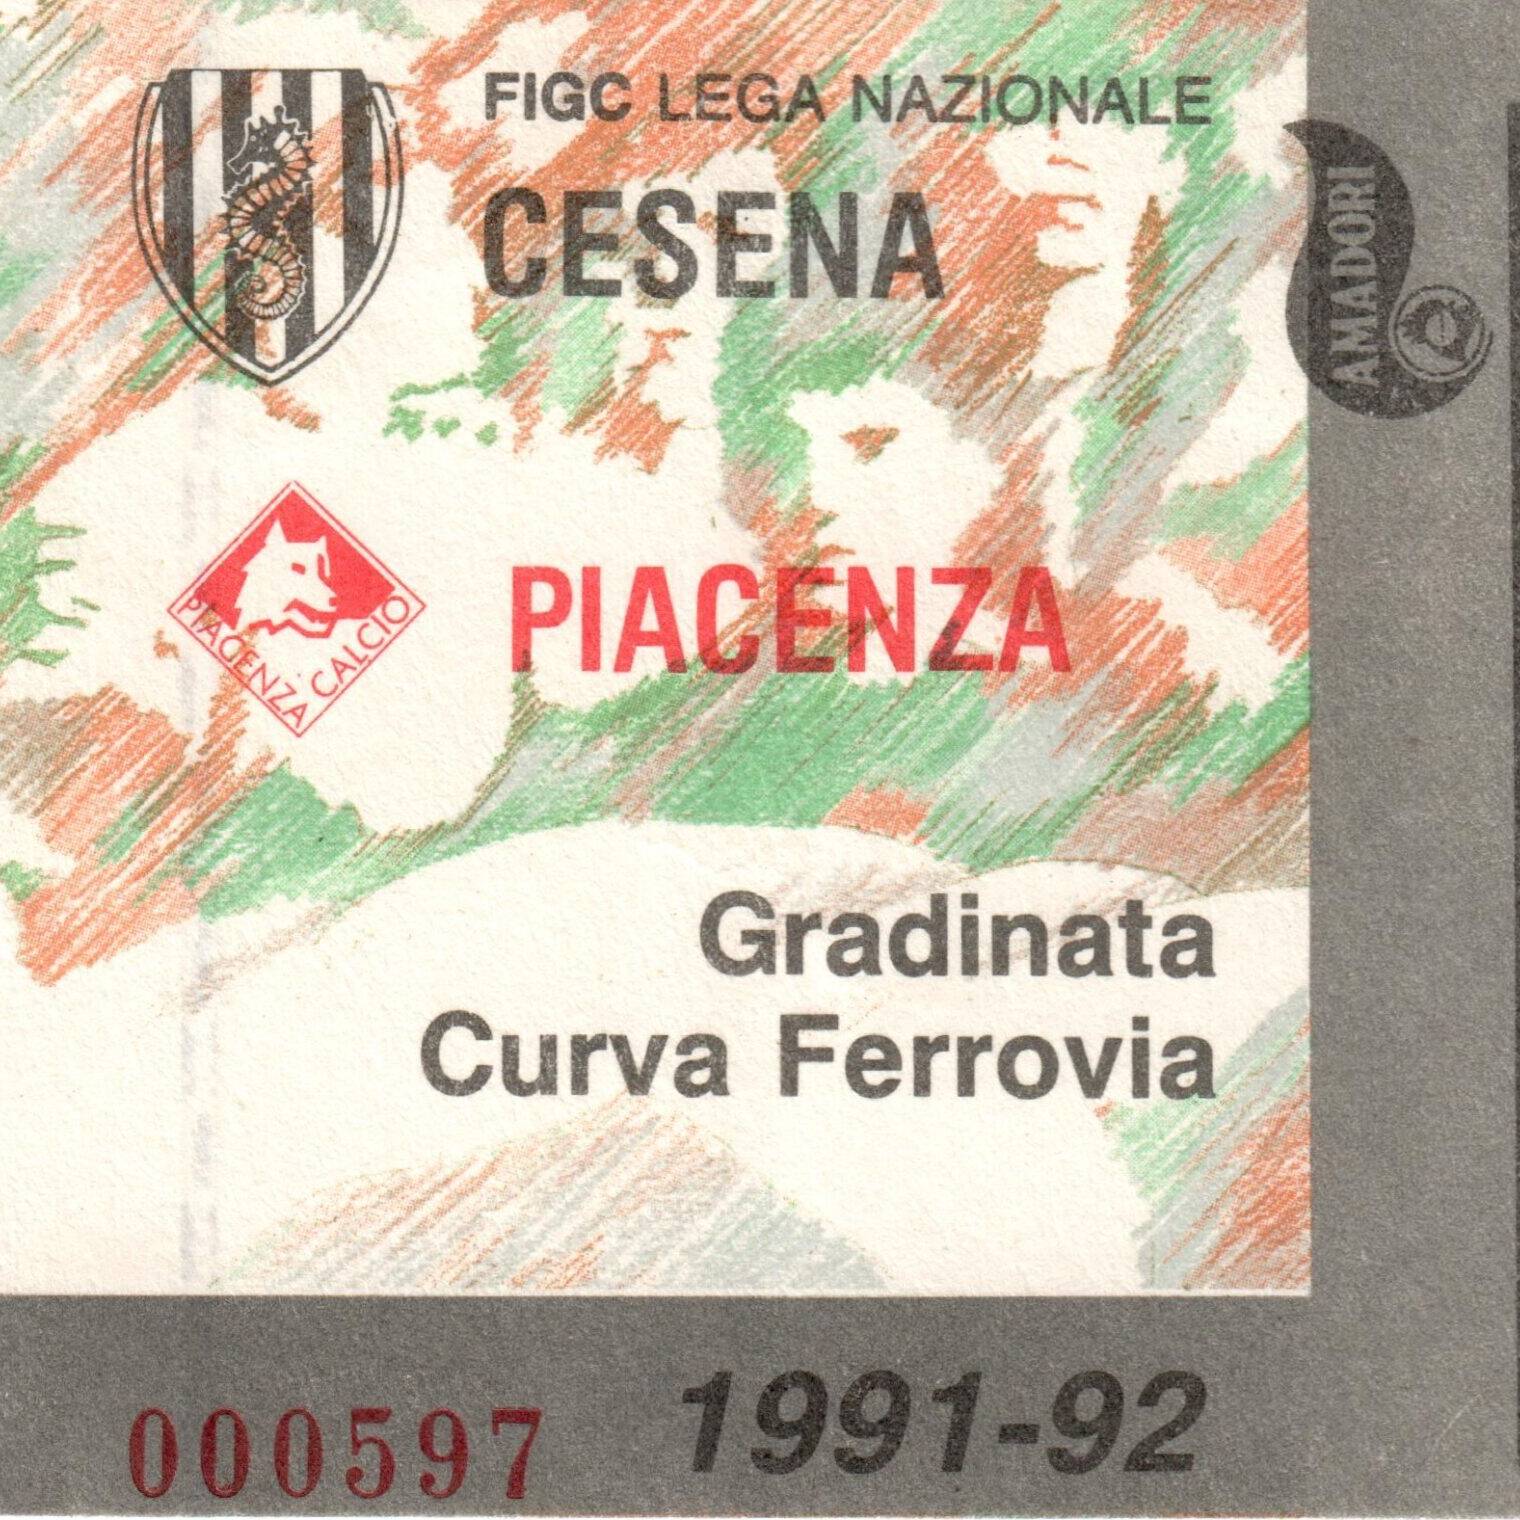 FIGC LEGA NAZIONALE
CESENA
AMADORI
PIACENZA CALCIO
PIACENZA
Gradinata
Curva Ferrovia
000597
1991-92